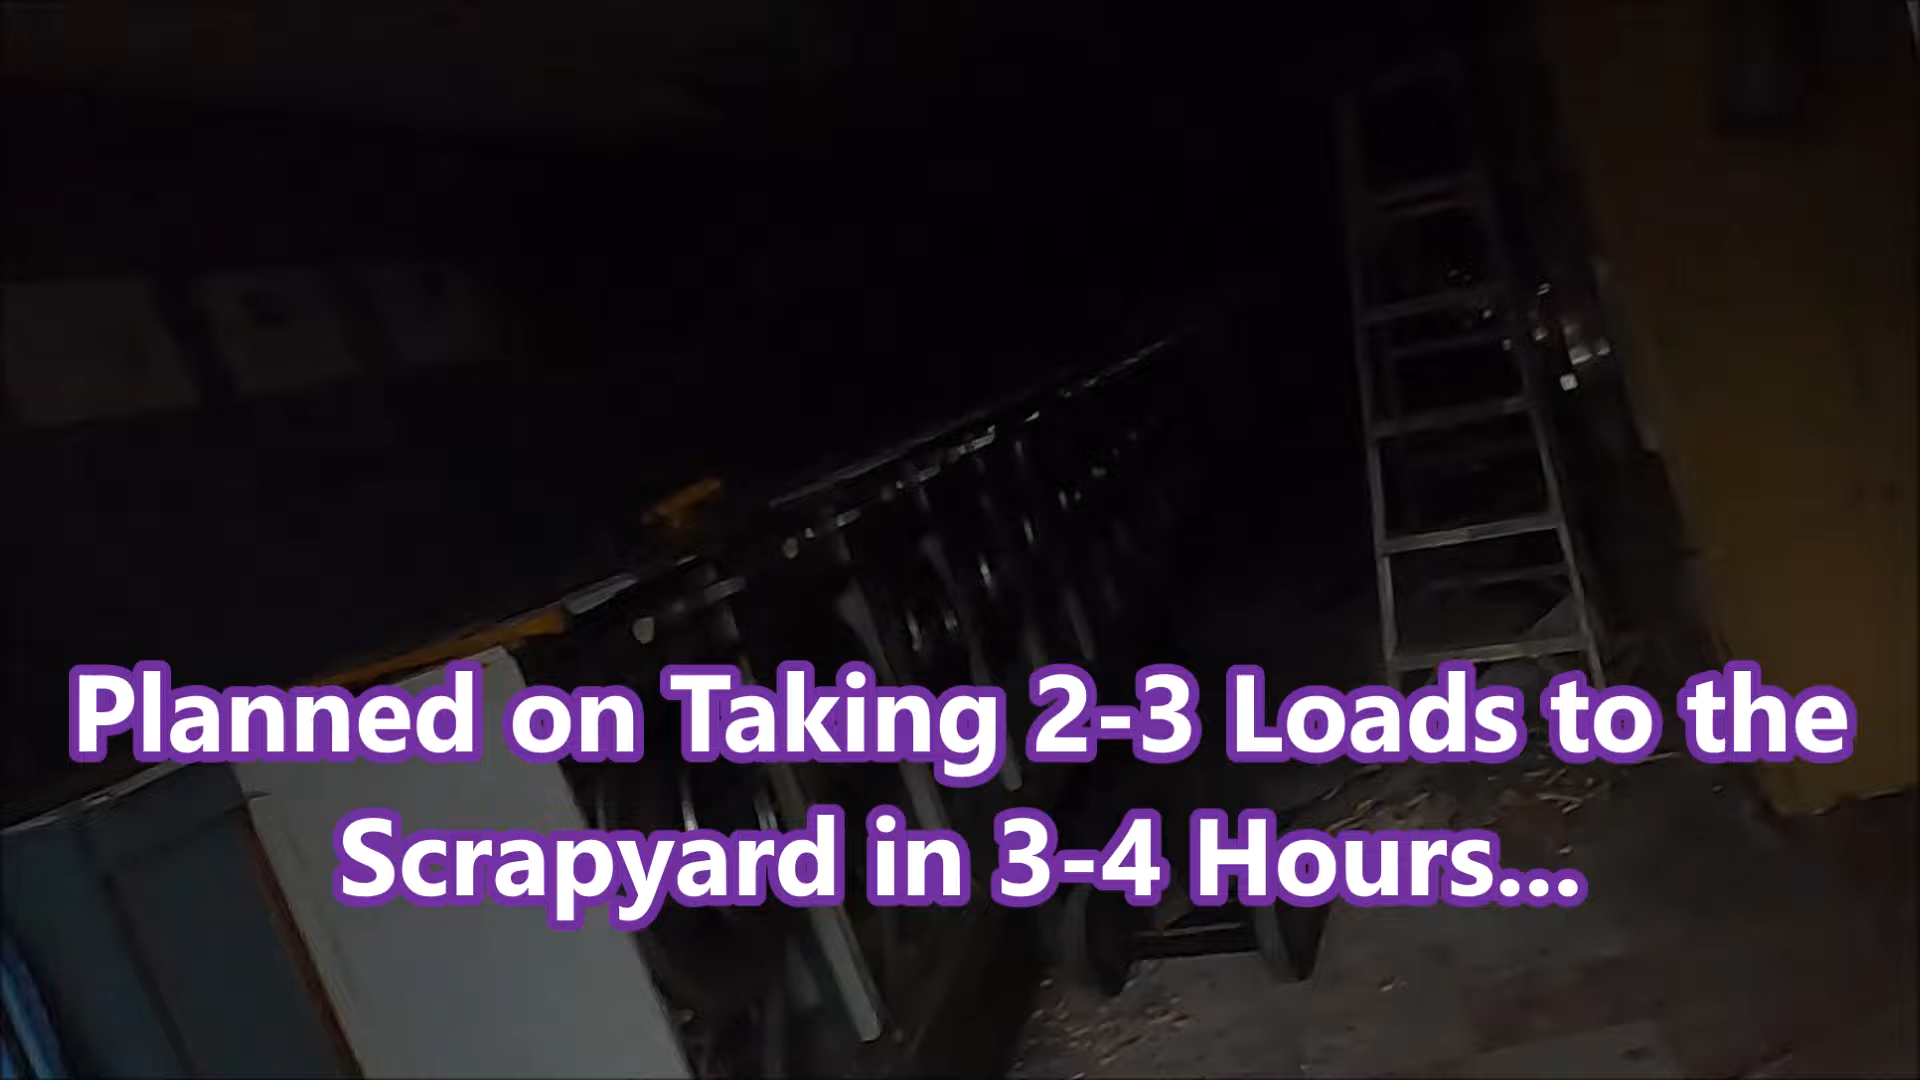 Planned on Taking 2-3 Loads to the
Scrapyard in 3-4 Hours...